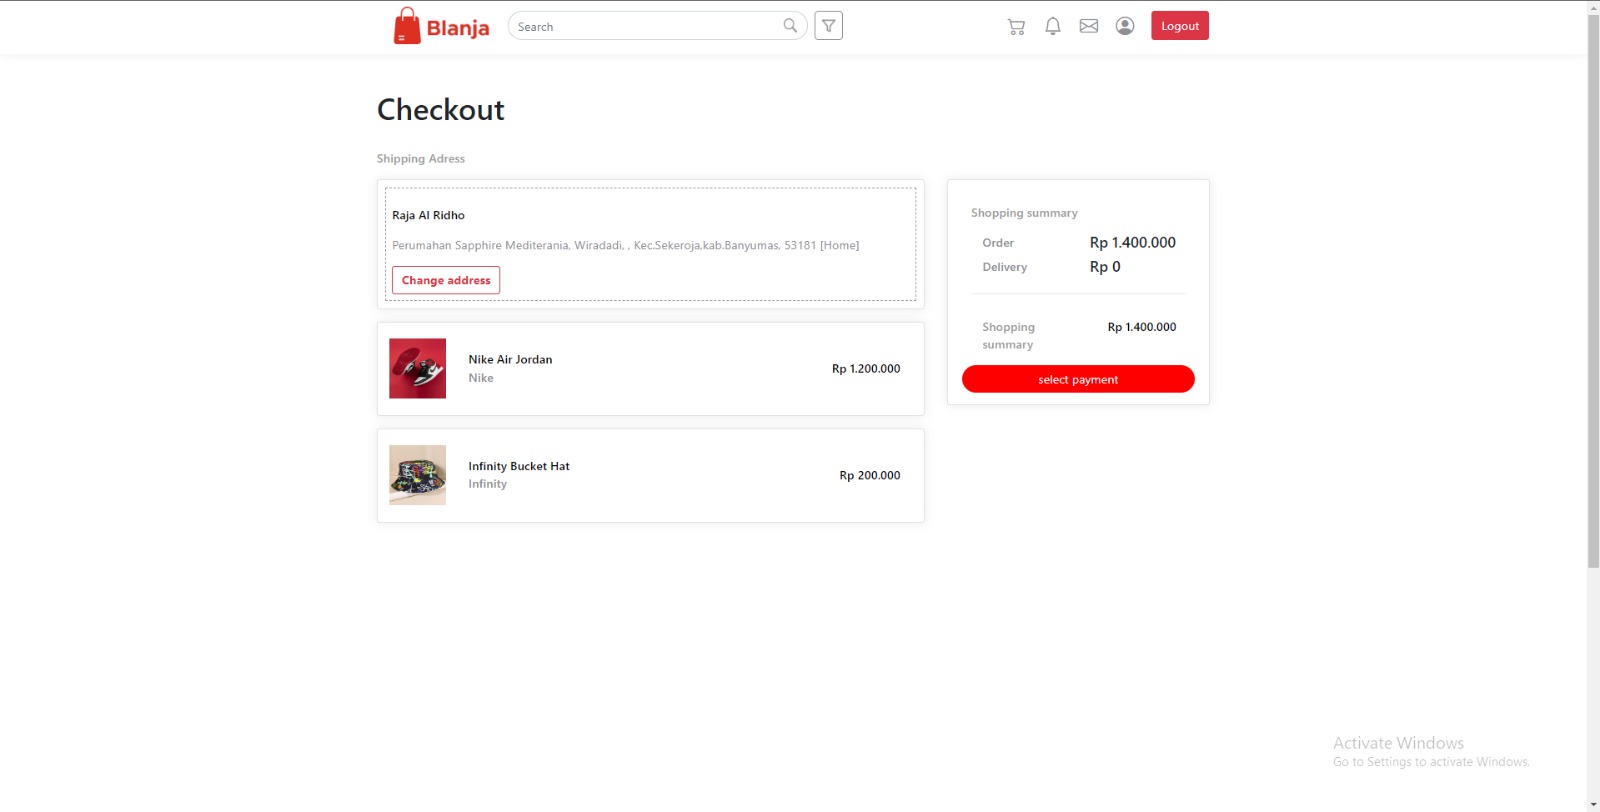 Blanja
Search
Logout
Checkout
Shipping Adress
Raja Al Ridho
Perumahan Sapphire Mediterania, Wiradadi, , Kec.Sekeroja,kab.Banyumas, 53181 [Home]
Change address
Nike Air Jordan
Nike
Rp 1.200.000
Infinity Bucket Hat
Infinity
Rp 200.000
Shopping summary
Order Rp 1.400.000
Delivery Rp 0
Shopping Rp 1.400.000
summary
select payment
Activate Windows
Go to Settings to activate Windows.